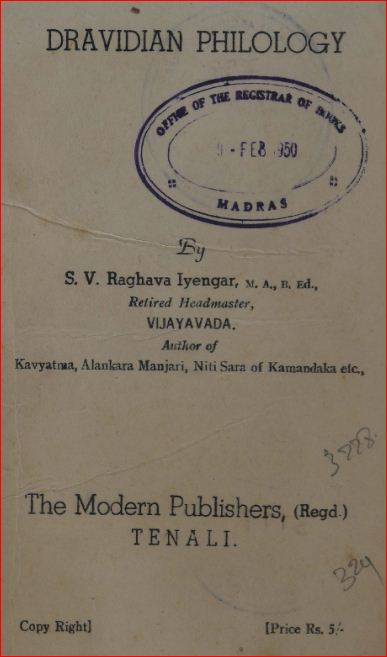 DRAVIDIAN PHILOLOGY
OFFICE OF THE REGISTRAR OF BOOKS
- FEB 1950
MADRAS
By
S. V. Raghava Iyengar, M. A., B. Ed.,
Retired Headmaster,
VIJAYAVADA.
Author of
Kavyatma, Alankara Manjari, Niti Sara of Kamandaka etc.,
The Modern Publishers, (Regd.)
TENALI.
Copy Right]
[Price Rs. 5/-